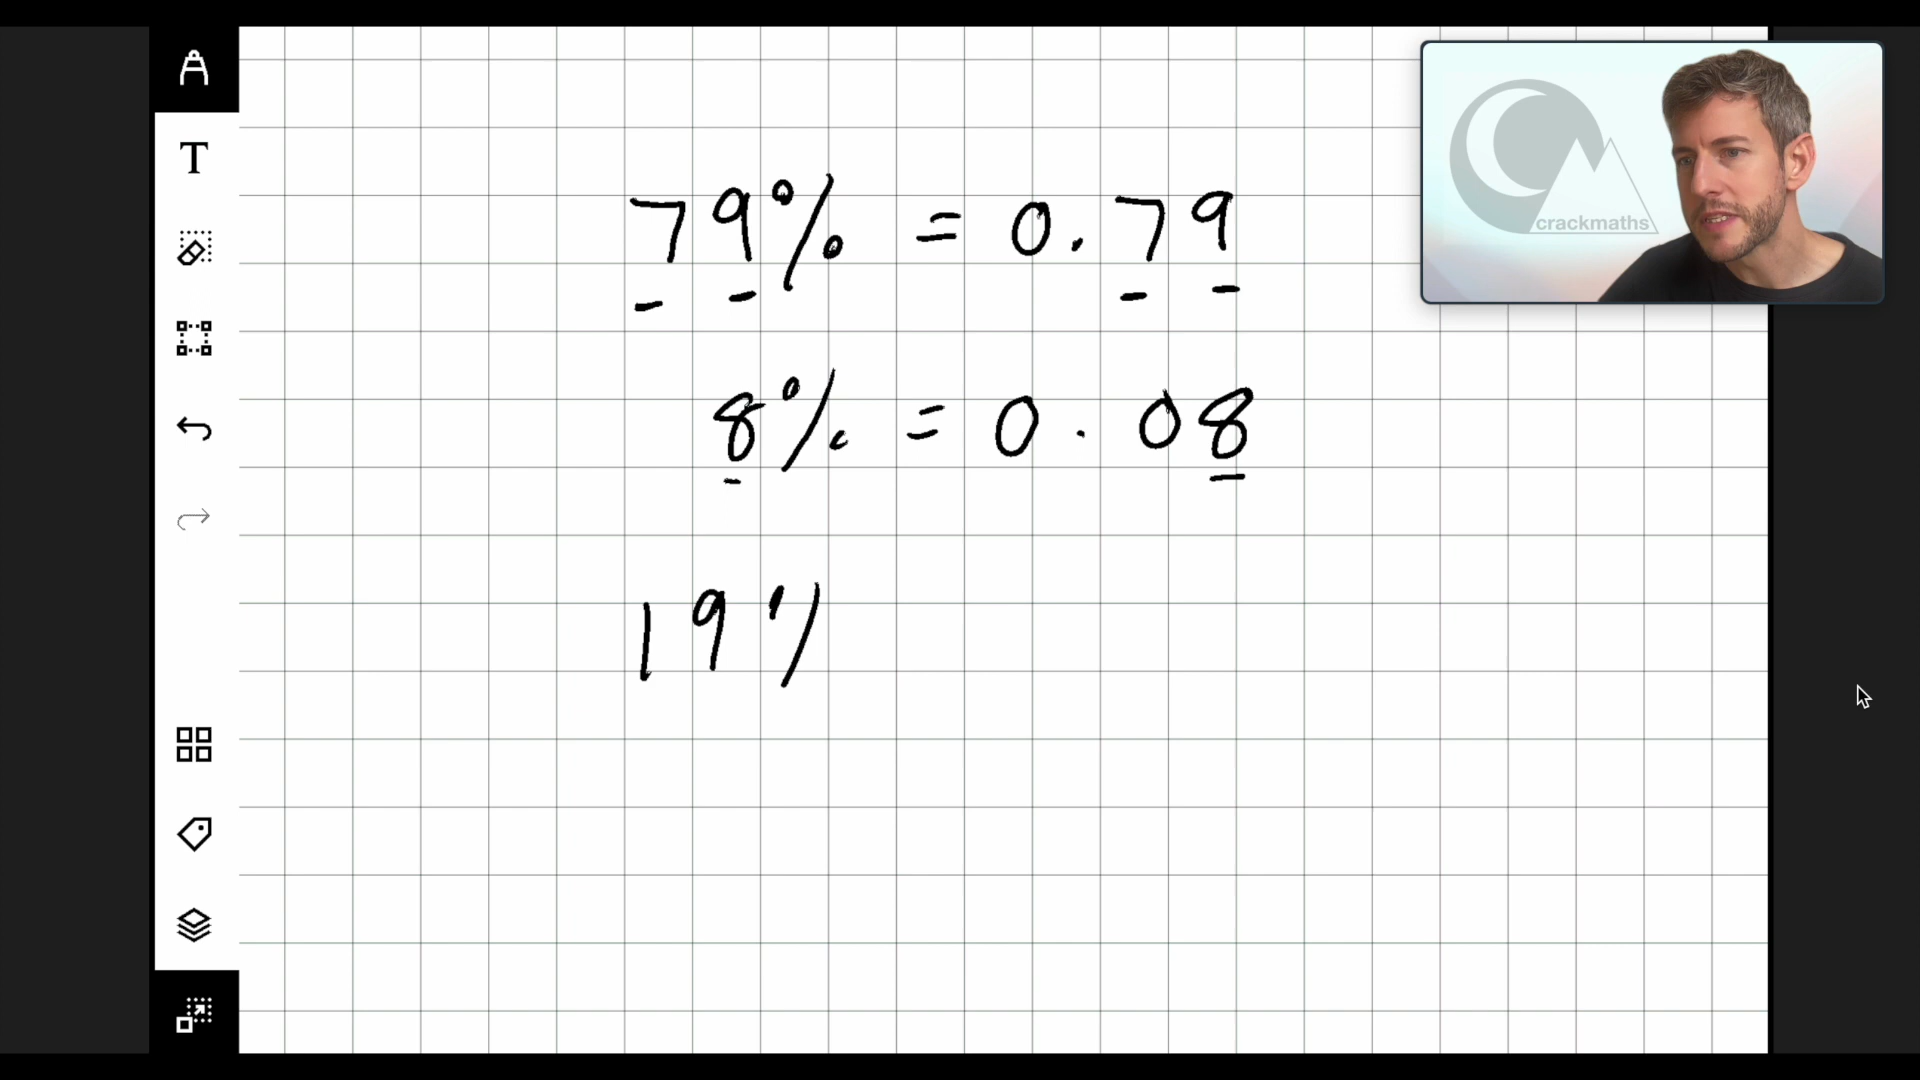 T
crackmaths
79% = 0.79
8% = 0.08
19%